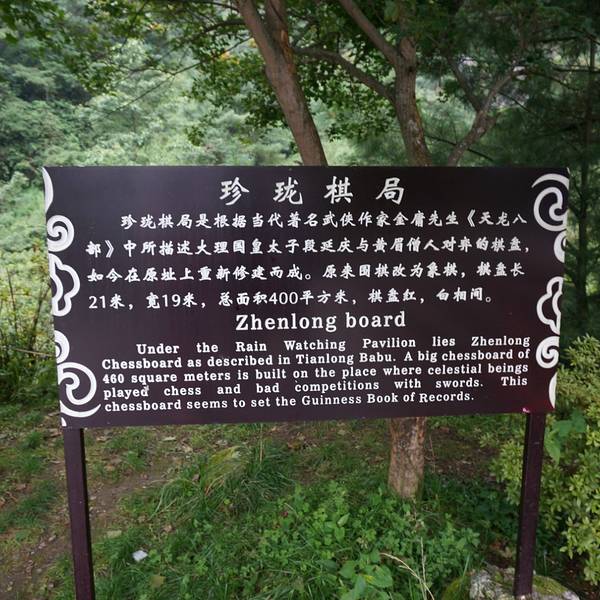 珍珑棋局
珍珑棋局是根据当代著名武侠作家金庸先生《天龙八
部》中所描述大理国皇太子段延庆与黄眉僧人对弈的棋盘,
如今在原址上重新修建而成。原来围棋改为象棋,棋盘长
21米,宽19米,总面积400平方米,棋盘红,白相间。
Zhenlong board
Under the Rain Watching Pavilion lies Zhenlong
Chessboard as described in Tianlong Babu. A big chessboard of
460 square meters is built on the place where celestial beings
played chess and bad competitions with swords. This
chessboard seems to set the Guinness Book of Records.